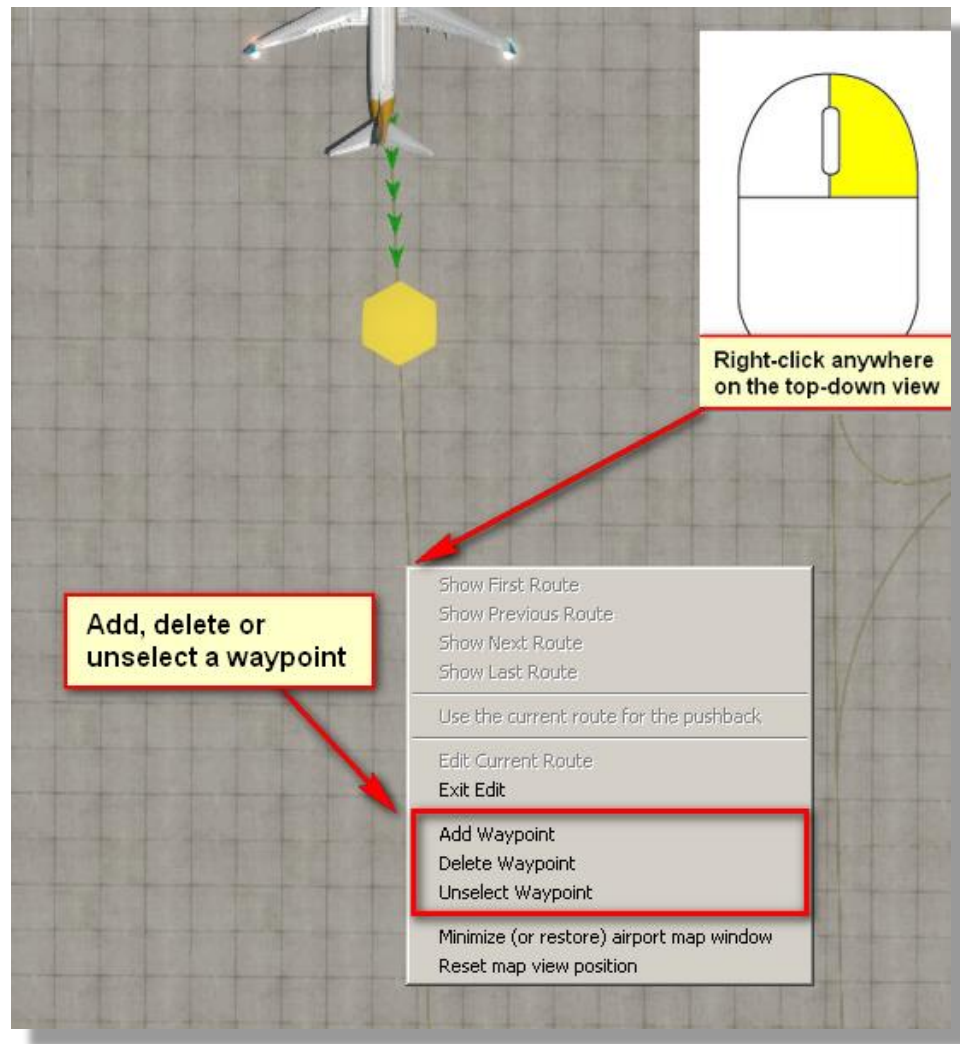 Right-click anywhere
on the top-down view
Add, delete or
unselect a waypoint
Show First Route
Show Previous Route
Show Next Route
Show Last Route
Use the current route for the pushback
Edit Current Route
Exit Edit
Add Waypoint
Delete Waypoint
Unselect Waypoint
Minimize (or restore) airport map window
Reset map view position